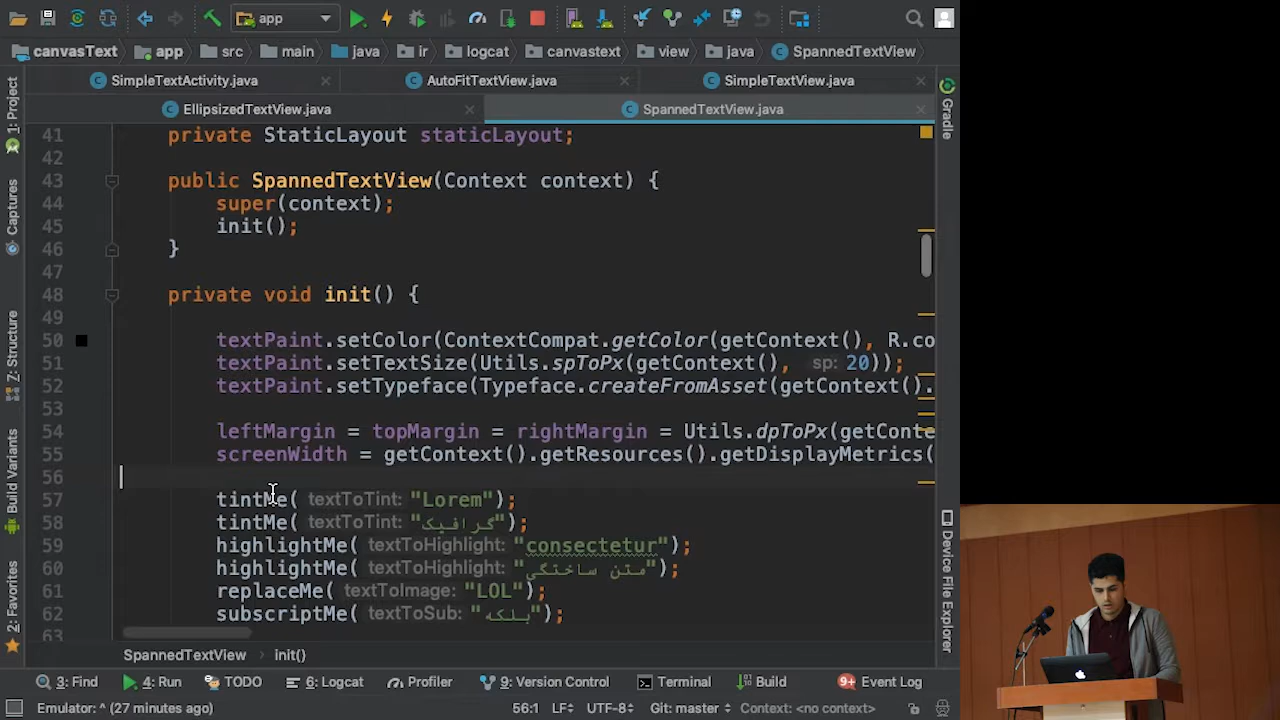 app
canvasText app src main java ir logcat canvastext view java SpannedTextView
SimpleTextActivity.java AutoFitTextView.java SimpleTextView.java
EllipsizedTextView.java SpannedTextView.java
1: Project
Captures
7: Structure
Build Variants
2: Favorites
41 private StaticLayout staticLayout;
42
43 public SpannedTextView(Context context) {
44 super(context);
45 init();
46 }
47
48 private void init() {
49
50 textPaint.setColor(ContextCompat.getColor(getContext(), R.co
51 textPaint.setTextSize(Utils.spToPx(getContext(), sp: 20));
52 textPaint.setTypeface(Typeface.createFromAsset(getContext().
53
54 leftMargin = topMargin = rightMargin = Utils.dpToPx(getConte
55 screenWidth = getContext().getResources().getDisplayMetrics(
56
57 tintMe( textToTint: "Lorem");
58 tintMe( textToTint: "گرافیک");
59 highlightMe( textToHighlight: "consectetur");
60 highlightMe( textToHighlight: "متن ساختگی");
61 replaceMe( textToImage: "LOL");
62 subscriptMe( textToSub: "بلکه");
63
Gradle
Device File Explorer
SpannedTextView › init()
3: Find 4: Run TODO 6: Logcat Profiler 9: Version Control Terminal Build 9+ Event Log
Emulator: ^ (27 minutes ago) 56:1 LF UTF-8 Git: master Context: <no context>